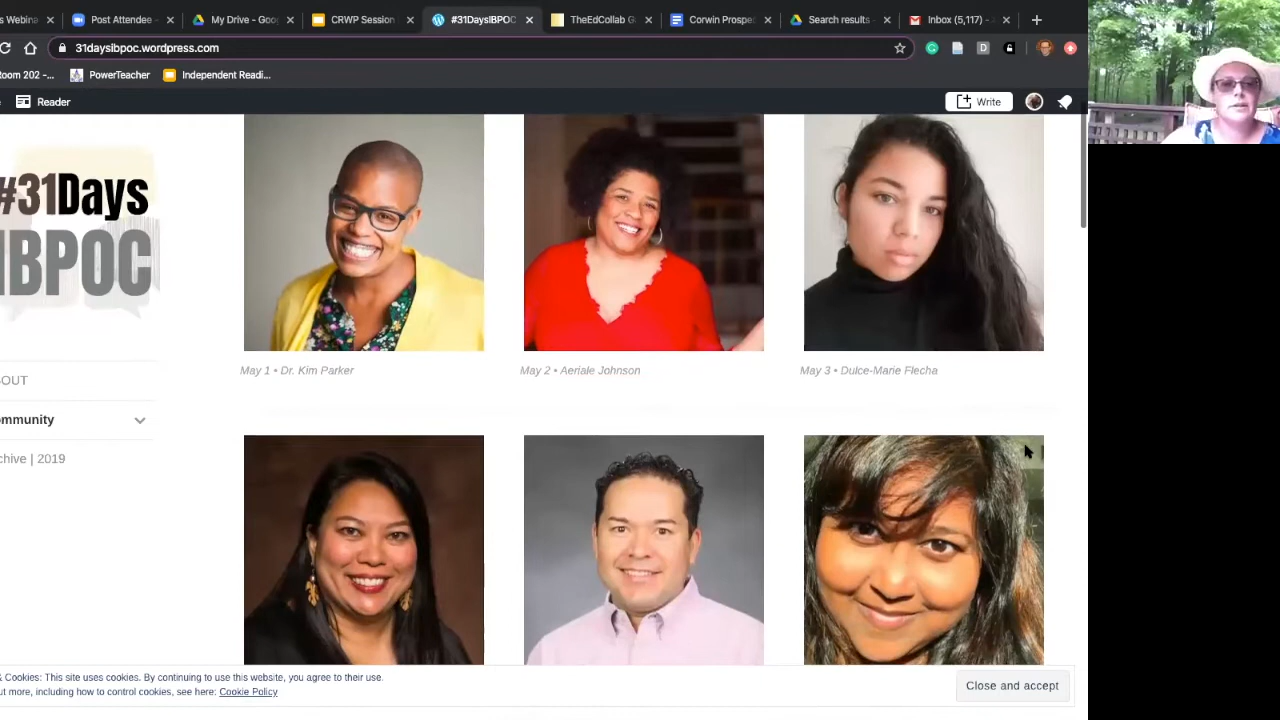 s Webina
Post Attendee -
My Drive - Goo
CRWP Session
#31DaysIBPOC
TheEdCollab G
Corwin Prospe
Search results -
Inbox (5,117) -
31daysibpoc.wordpress.com
oom 202 -...
PowerTeacher
Independent Readi...
Reader
Write
#31Days
IBPOC
May 1 • Dr. Kim Parker
May 2 • Aeriale Johnson
May 3 • Dulce-Marie Flecha
BOUT
mmunity
chive | 2019
& Cookies: This site uses cookies. By continuing to use this website, you agree to their use.
ut more, including how to control cookies, see here: Cookie Policy
Close and accept